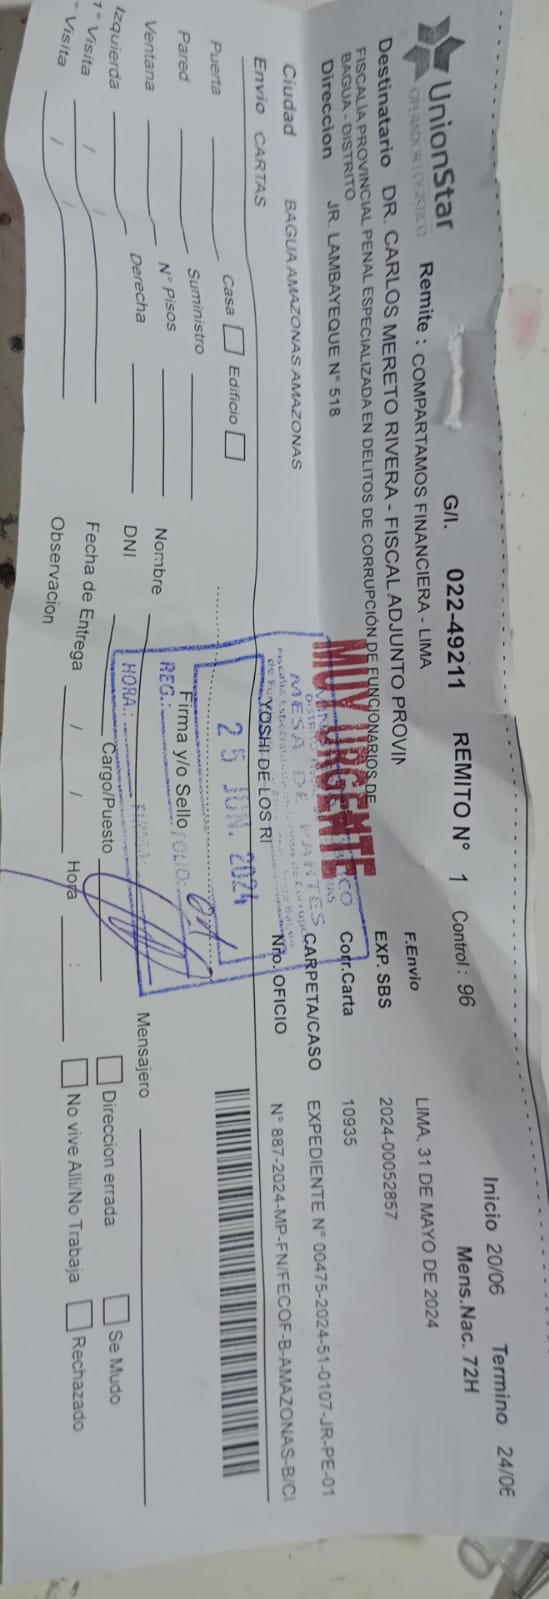 UnionStar
OPERADOR LOGISTICO
G/I. 022-49211 REMITO N° 1 Control : 96
Inicio 20/06 Termino 24/06
Mens.Nac. 72H
Remite : COMPARTAMOS FINANCIERA - LIMA
Destinatario DR. CARLOS MERETO RIVERA - FISCAL ADJUNTO PROVIN
FISCALÍA PROVINCIAL PENAL ESPECIALIZADA EN DELITOS DE CORRUPCIÓN DE FUNCIONARIOS DE
BAGUA - DISTRITO
Direccion JR. LAMBAYEQUE N° 518
Ciudad BAGUA AMAZONAS AMAZONAS
Envio CARTAS
F.Envio LIMA, 31 DE MAYO DE 2024
EXP. SBS 2024-00052857
Corr.Carta 10935
CARPETA/CASO EXPEDIENTE N° 00475-2024-51-0107-JR-PE-01
Nro. OFICIO N° 887-2024-MP-FN/FECOF-B-AMAZONAS-B/CI
MUY URGENTE
MESA DE PARTES
YOSHI DE LOS RI
25 JUN. 2024
REG.:
FOLIO: 01
HORA.:
FIRMA:
Puerta
Casa
Edificio
Pared
Suministro
Ventana
N° Pisos
Izquierda
Derecha
1° Visita / /
° Visita / /
Firma y/o Sello
Nombre
DNI
Cargo/Puesto
Fecha de Entrega / / Hora :
Observacion
Mensajero
Direccion errada
Se Mudo
No vive Alli/No Trabaja
Rechazado